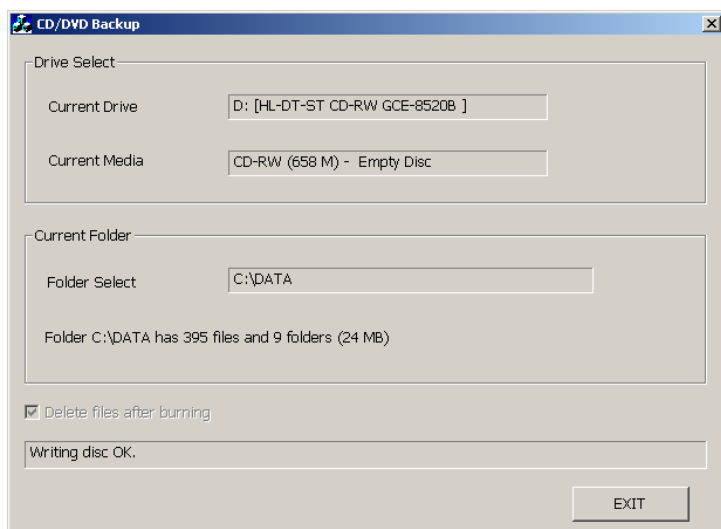 CD/DVD Backup
Drive Select
Current Drive
D: [HL-DT-ST CD-RW GCE-8520B ]
Current Media
CD-RW (658 M) - Empty Disc
Current Folder
Folder Select
C:\DATA
Folder C:\DATA has 395 files and 9 folders (24 MB)
Delete files after burning
Writing disc OK.
EXIT